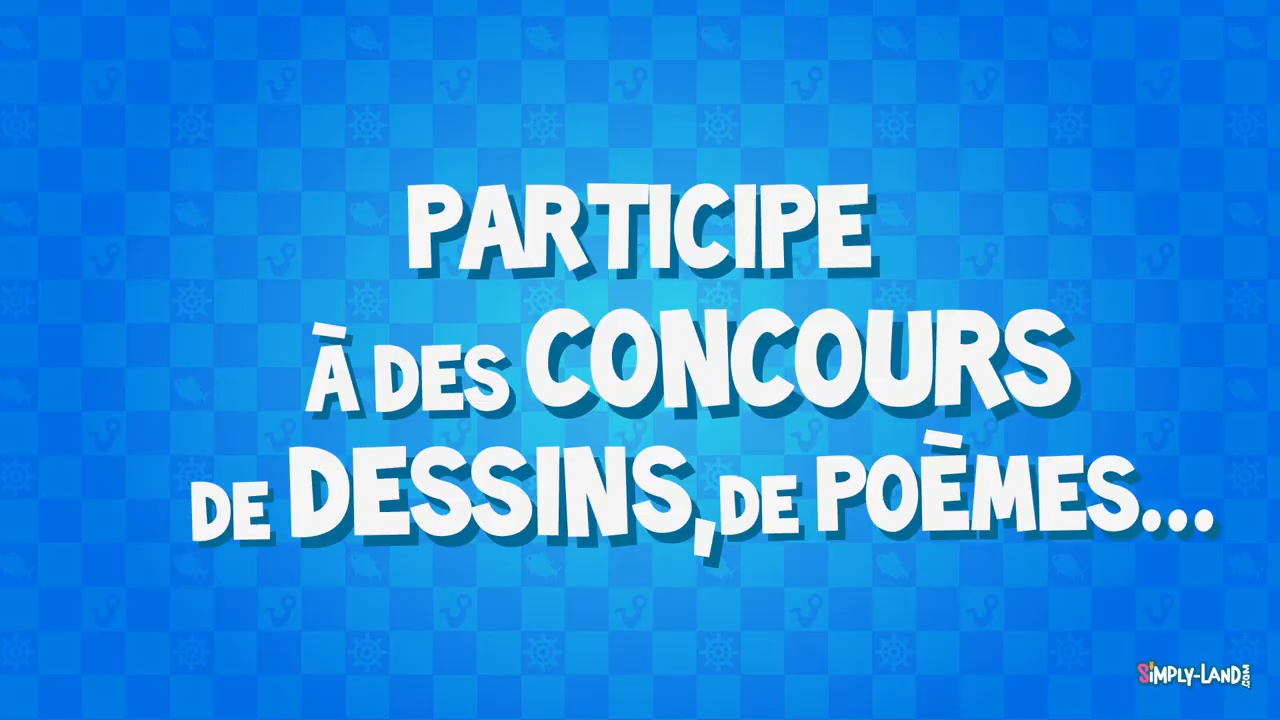 PARTICIPE
À DES CONCOURS
DE DESSINS, DE POÈMES...
SIMPLY-LAND.COM